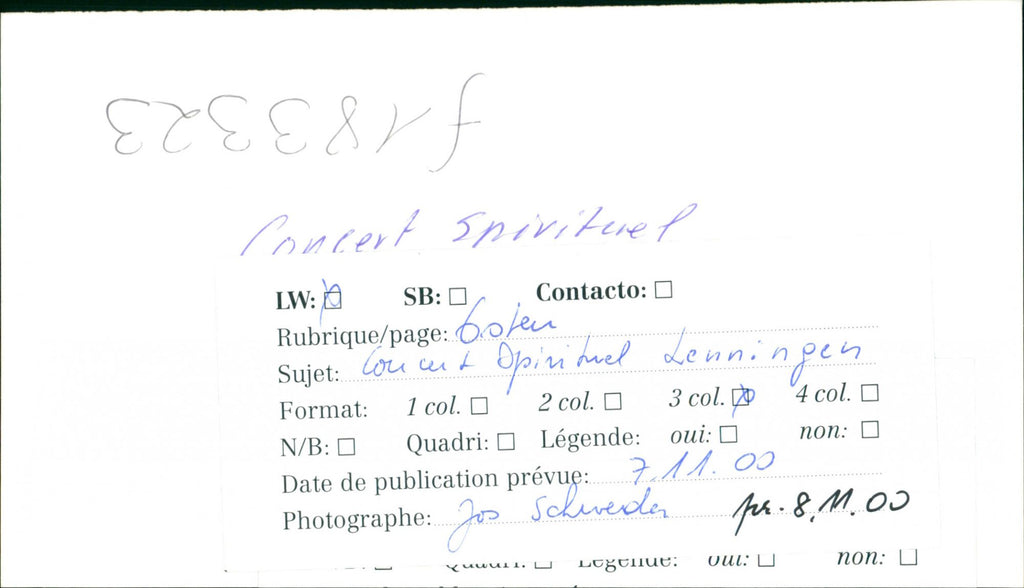 f 183323
Concert Spirituel
LW: ☒ SB: ☐ Contacto: ☐
Rubrique/page: Osten
Sujet: Concert Spirituel Lenningen
Format: 1 col. ☐ 2 col. ☐ 3 col. ☒ 4 col. ☐
N/B: ☐ Quadri: ☐ Légende: oui: ☐ non: ☐
Date de publication prévue: 7.11.00
Photographe: Jos pr. 8.11.00
Quadri: ☐ Légende: oui: ☐ non: ☐